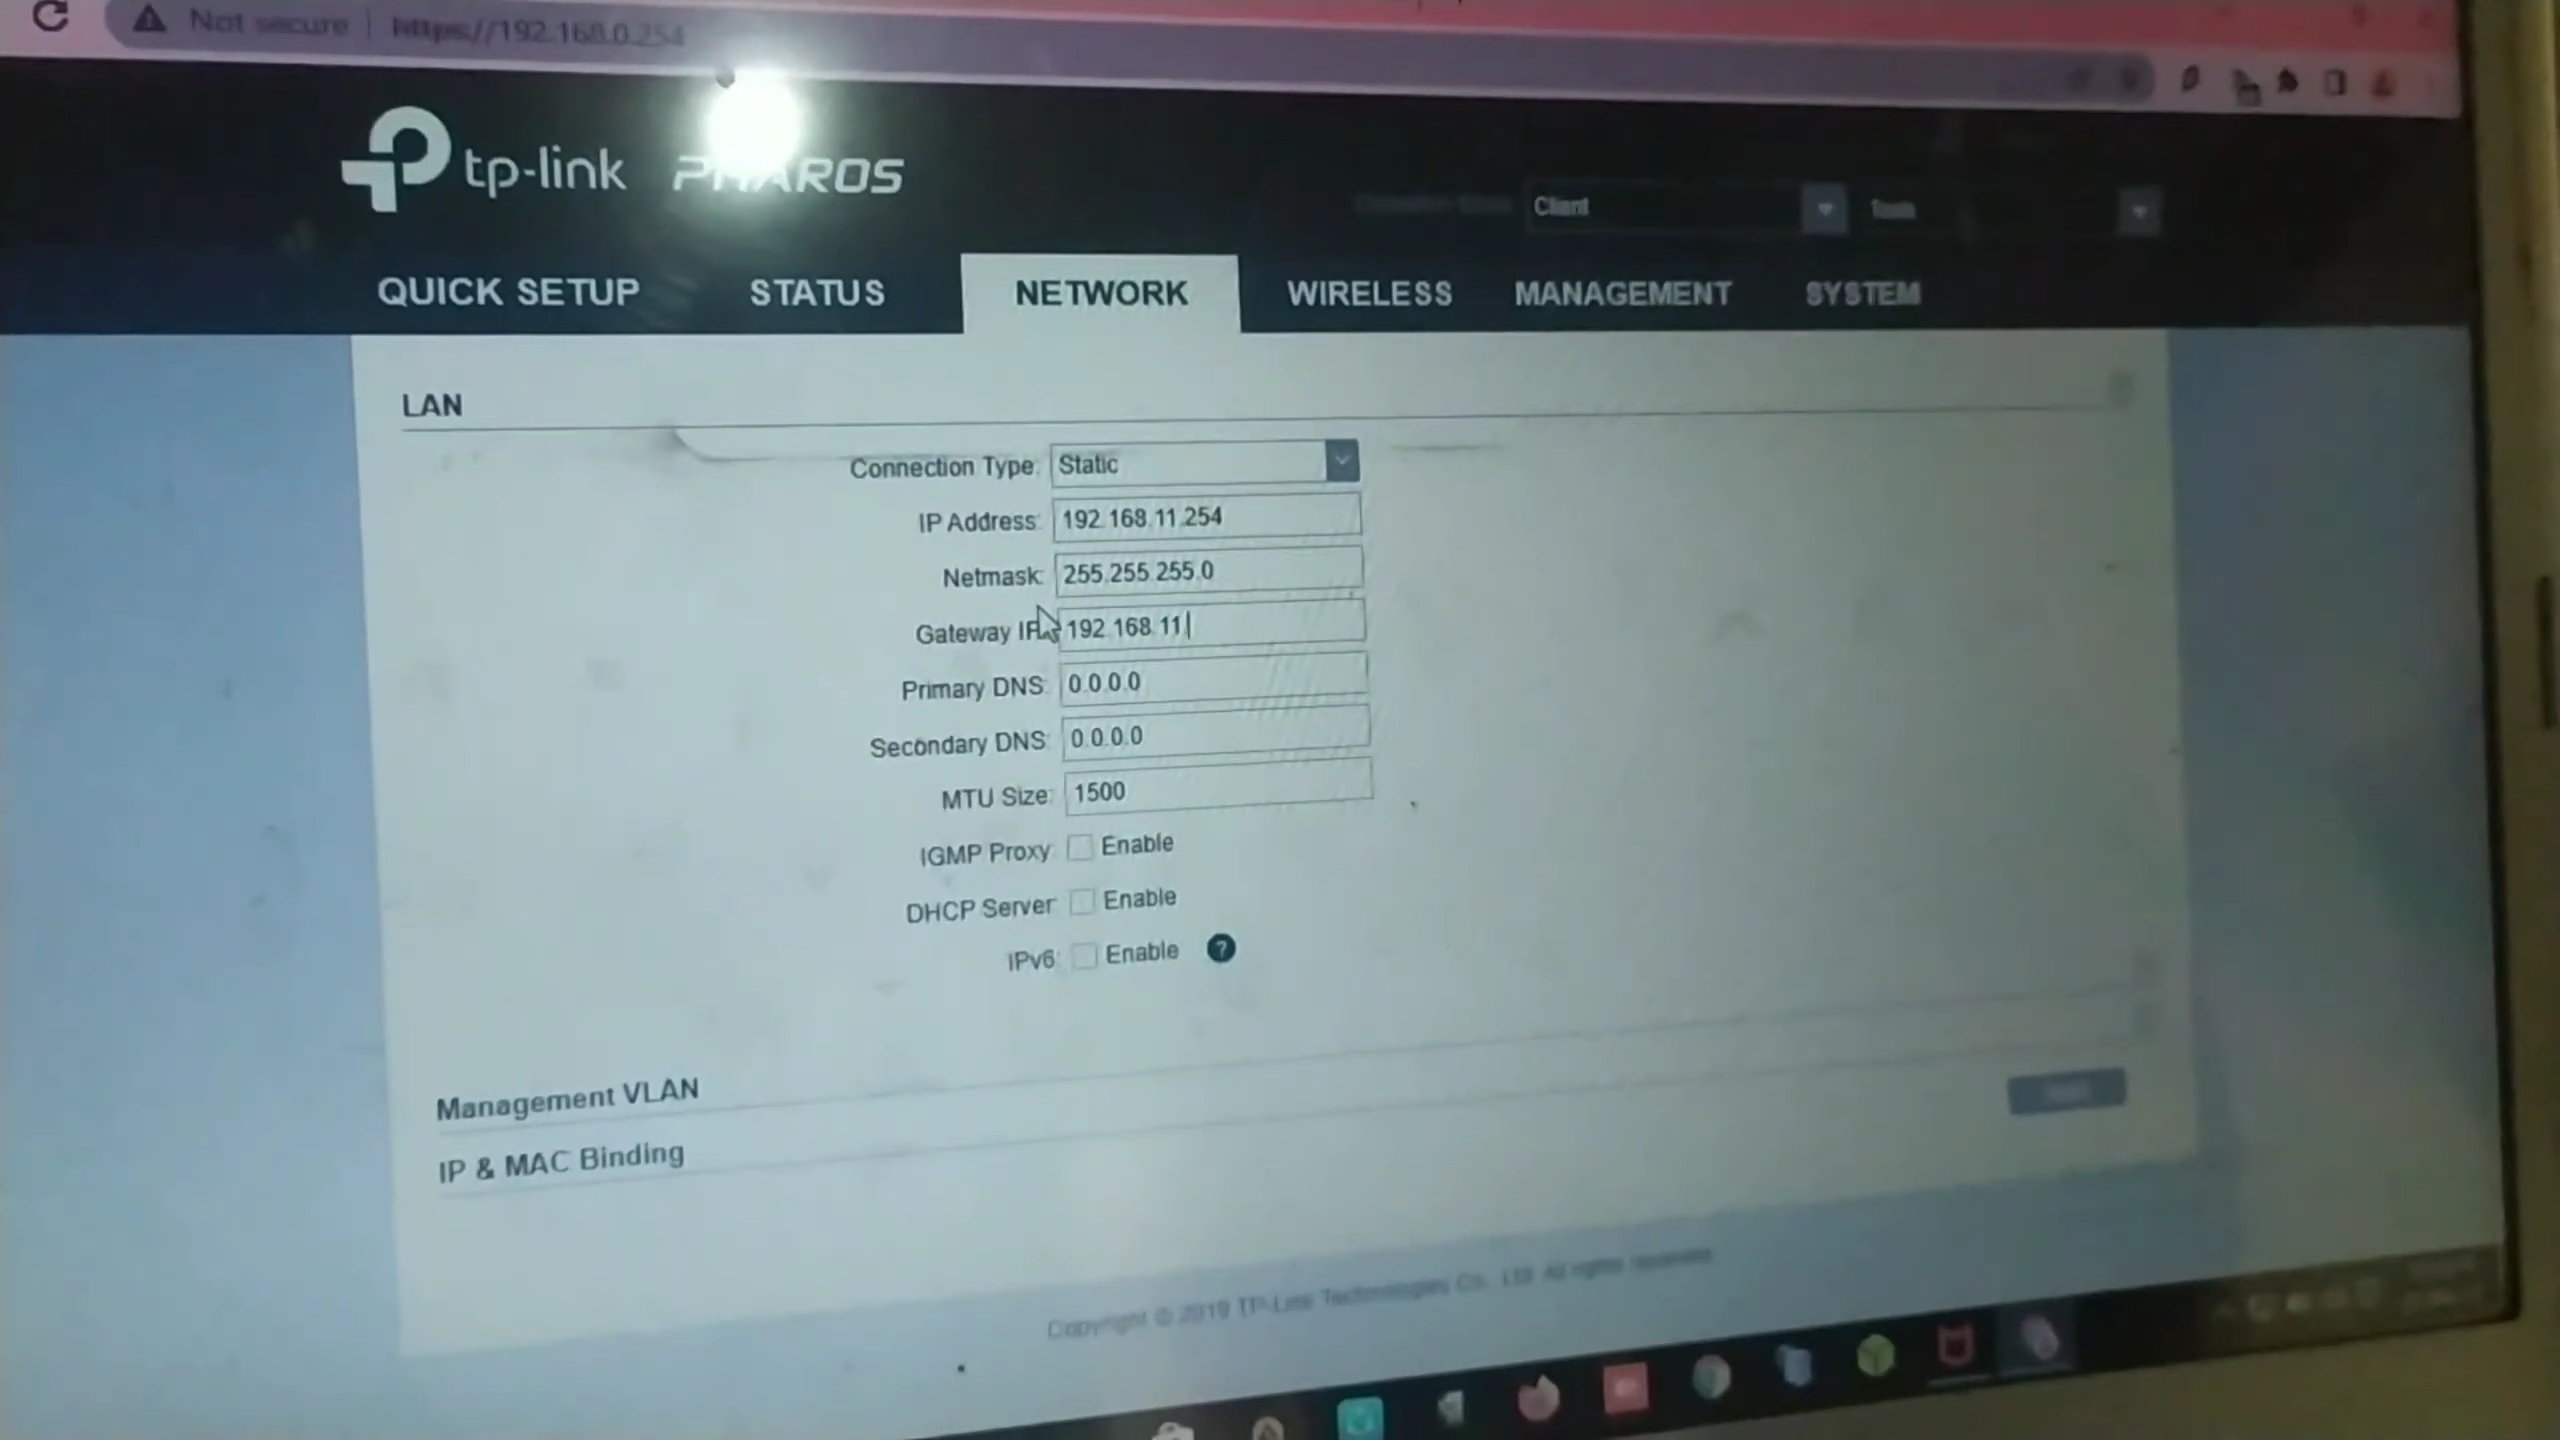 Not secure | https://192.168.0.254
tp-link PHAROS
Client Tools
QUICK SETUP STATUS NETWORK WIRELESS MANAGEMENT SYSTEM
LAN
Connection Type: Static
IP Address: 192.168.11.254
Netmask: 255.255.255.0
Gateway IP: 192.168.11
Primary DNS: 0.0.0.0
Secondary DNS: 0.0.0.0
MTU Size: 1500
IGMP Proxy: Enable
DHCP Server: Enable
IPv6: Enable ?
Management VLAN
IP & MAC Binding
Copyright © 2019 TP-Link Technologies Co., Ltd. All rights reserved.